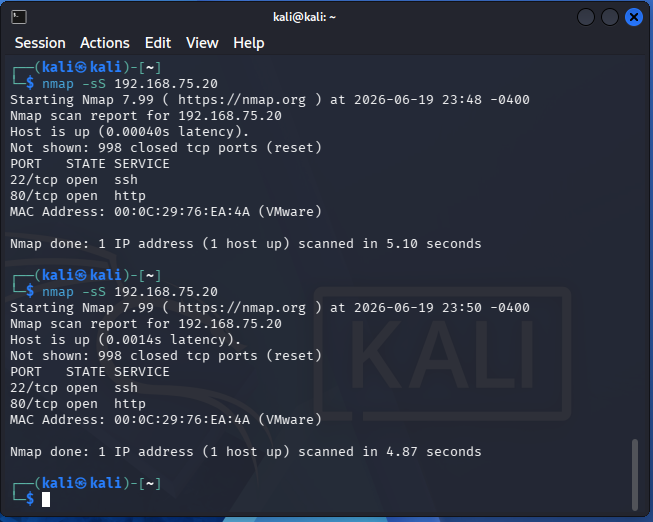 kali@kali: ~
Session Actions Edit View Help
┌──(kali㉿kali)-[~]
└─$ nmap -sS 192.168.75.20
Starting Nmap 7.99 ( https://nmap.org ) at 2026-06-19 23:48 -0400
Nmap scan report for 192.168.75.20
Host is up (0.00040s latency).
Not shown: 998 closed tcp ports (reset)
PORT   STATE SERVICE
22/tcp open  ssh
80/tcp open  http
MAC Address: 00:0C:29:76:EA:4A (VMware)
Nmap done: 1 IP address (1 host up) scanned in 5.10 seconds
┌──(kali㉿kali)-[~]
└─$ nmap -sS 192.168.75.20
Starting Nmap 7.99 ( https://nmap.org ) at 2026-06-19 23:50 -0400
Nmap scan report for 192.168.75.20
Host is up (0.0014s latency).
Not shown: 998 closed tcp ports (reset)
PORT   STATE SERVICE
22/tcp open  ssh
80/tcp open  http
MAC Address: 00:0C:29:76:EA:4A (VMware)
Nmap done: 1 IP address (1 host up) scanned in 4.87 seconds
┌──(kali㉿kali)-[~]
└─$
KALI